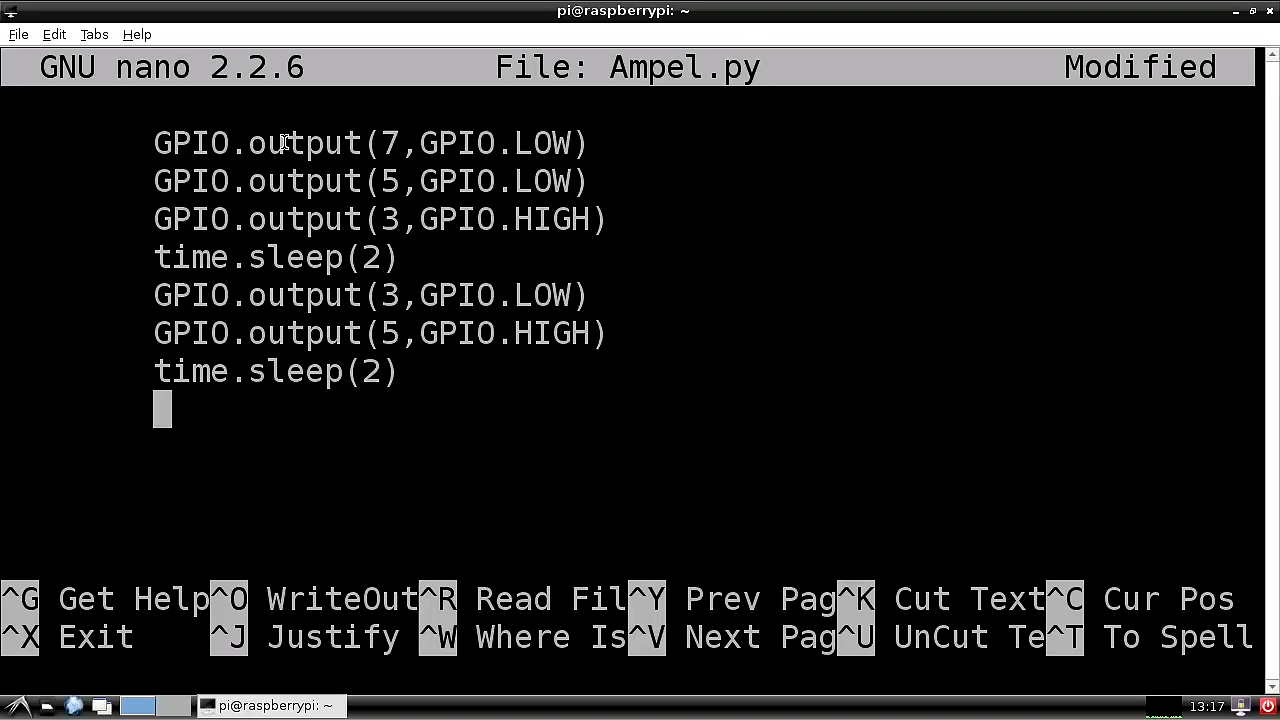 pi@raspberrypi: ~
File Edit Tabs Help
GNU nano 2.2.6 File: Ampel.py Modified
GPIO.output(7,GPIO.LOW)
GPIO.output(5,GPIO.LOW)
GPIO.output(3,GPIO.HIGH)
time.sleep(2)
GPIO.output(3,GPIO.LOW)
GPIO.output(5,GPIO.HIGH)
time.sleep(2)
^G Get Help^O WriteOut^R Read Fil^Y Prev Pag^K Cut Text^C Cur Pos
^X Exit ^J Justify ^W Where Is^V Next Pag^U UnCut Te^T To Spell
pi@raspberrypi: ~ 13:17